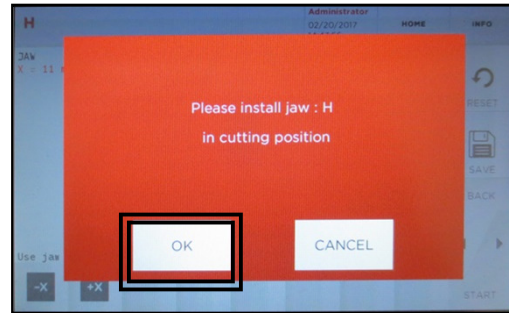 H
Administrator
02/20/2017
HOME
INFO
JAW
X = 11
Please install jaw : H
in cutting position
RESET
SAVE
BACK
OK
CANCEL
Use jaw
-X
+X
START